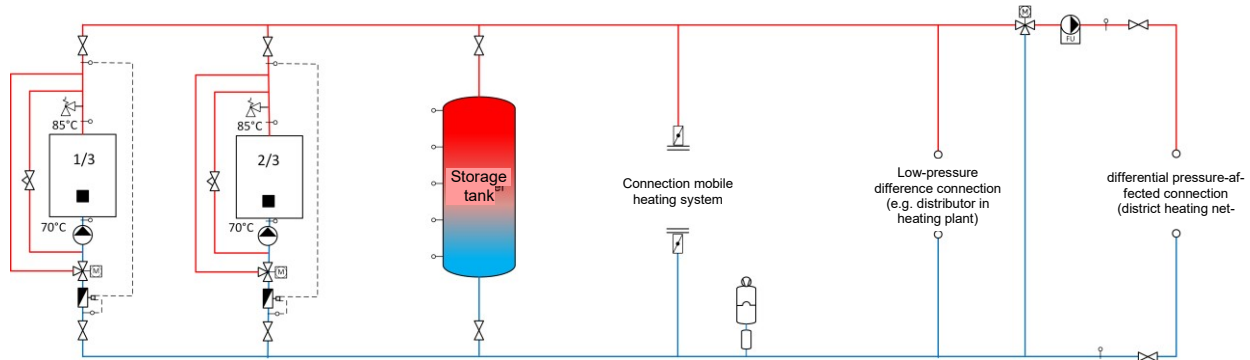 M
FU
85°C
85°C
1/3
2/3
Storage
tank
Connection mobile
heating system
Low-pressure
difference connection
(e.g. distributor in
heating plant)
differential pressure-af-
fected connection
(district heating net-
70°C
70°C
M
M